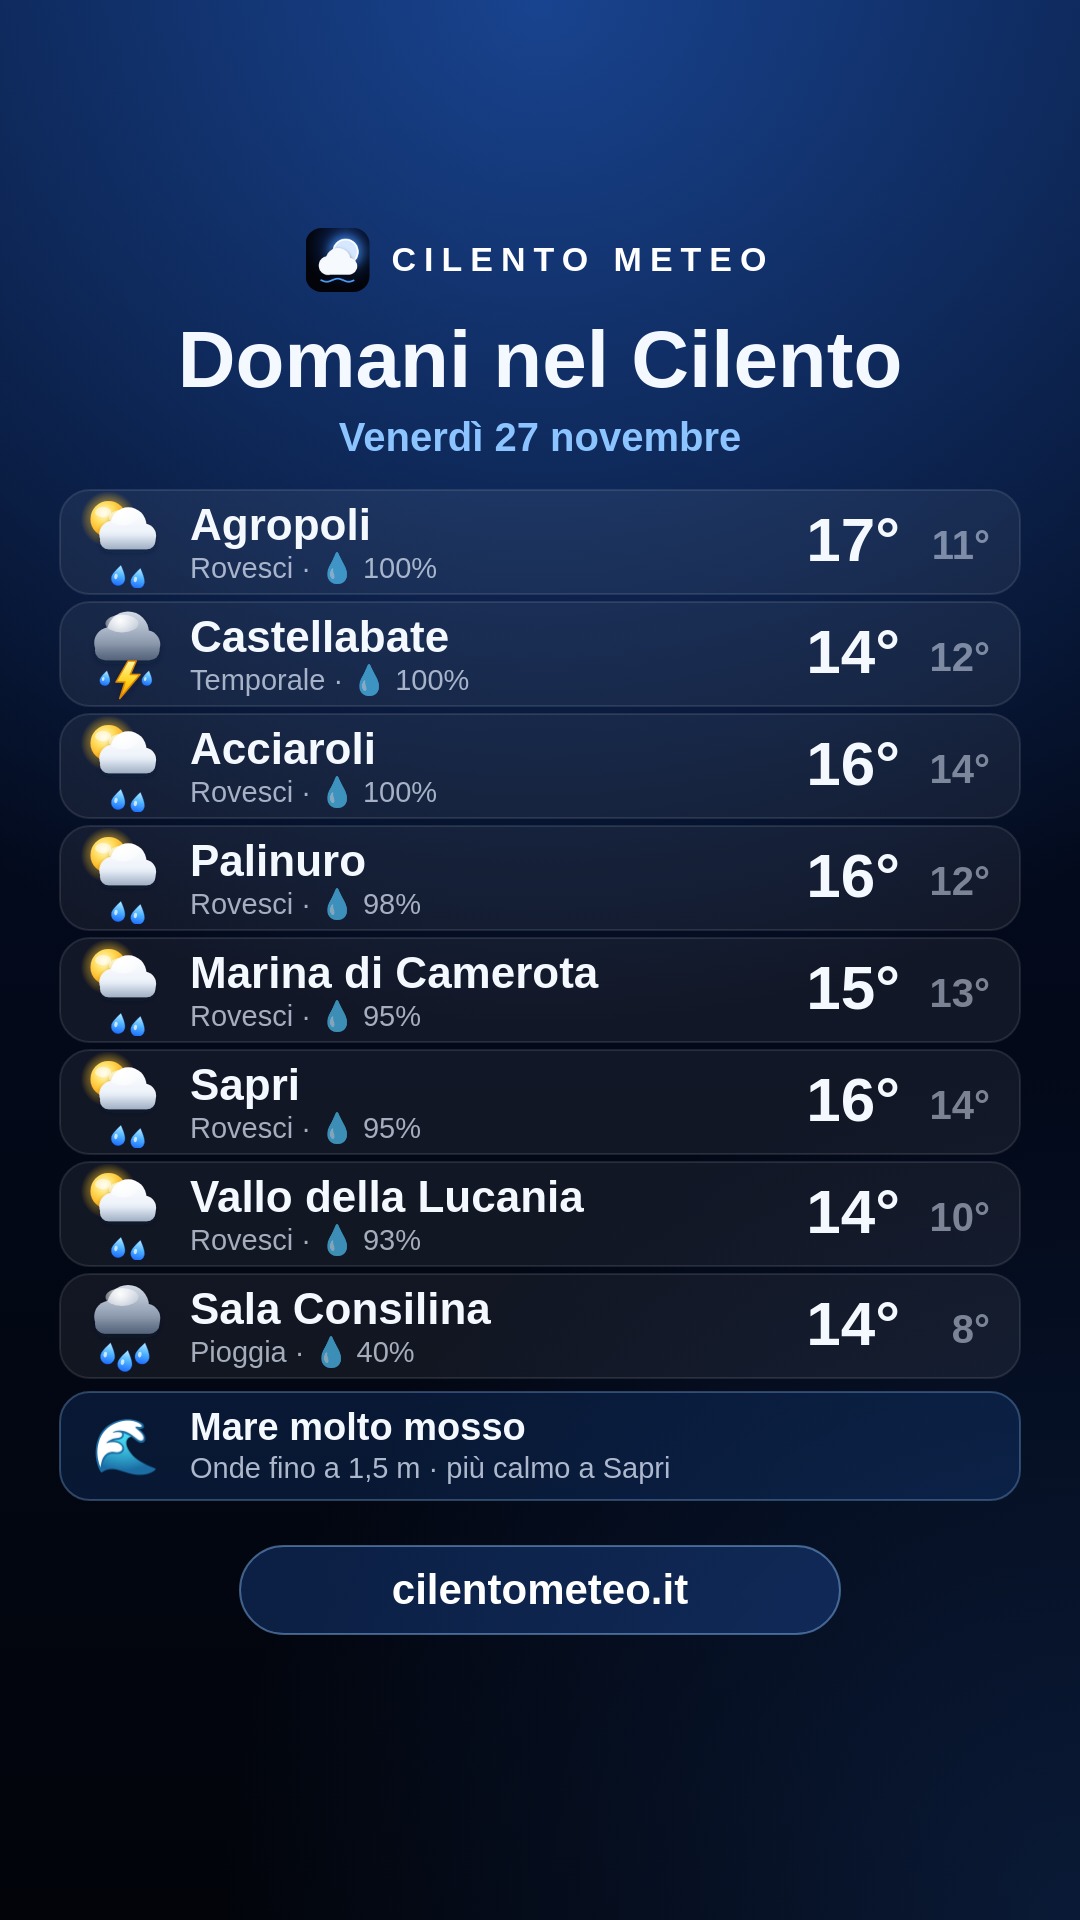 CILENTO METEO
Domani nel Cilento
Venerdì 27 novembre
Agropoli
Rovesci · 💧 100%
17° 11°
Castellabate
Temporale · 💧 100%
14° 12°
Acciaroli
Rovesci · 💧 100%
16° 14°
Palinuro
Rovesci · 💧 98%
16° 12°
Marina di Camerota
Rovesci · 💧 95%
15° 13°
Sapri
Rovesci · 💧 95%
16° 14°
Vallo della Lucania
Rovesci · 💧 93%
14° 10°
Sala Consilina
Pioggia · 💧 40%
14° 8°
Mare molto mosso
Onde fino a 1,5 m · più calmo a Sapri
cilentometeo.it